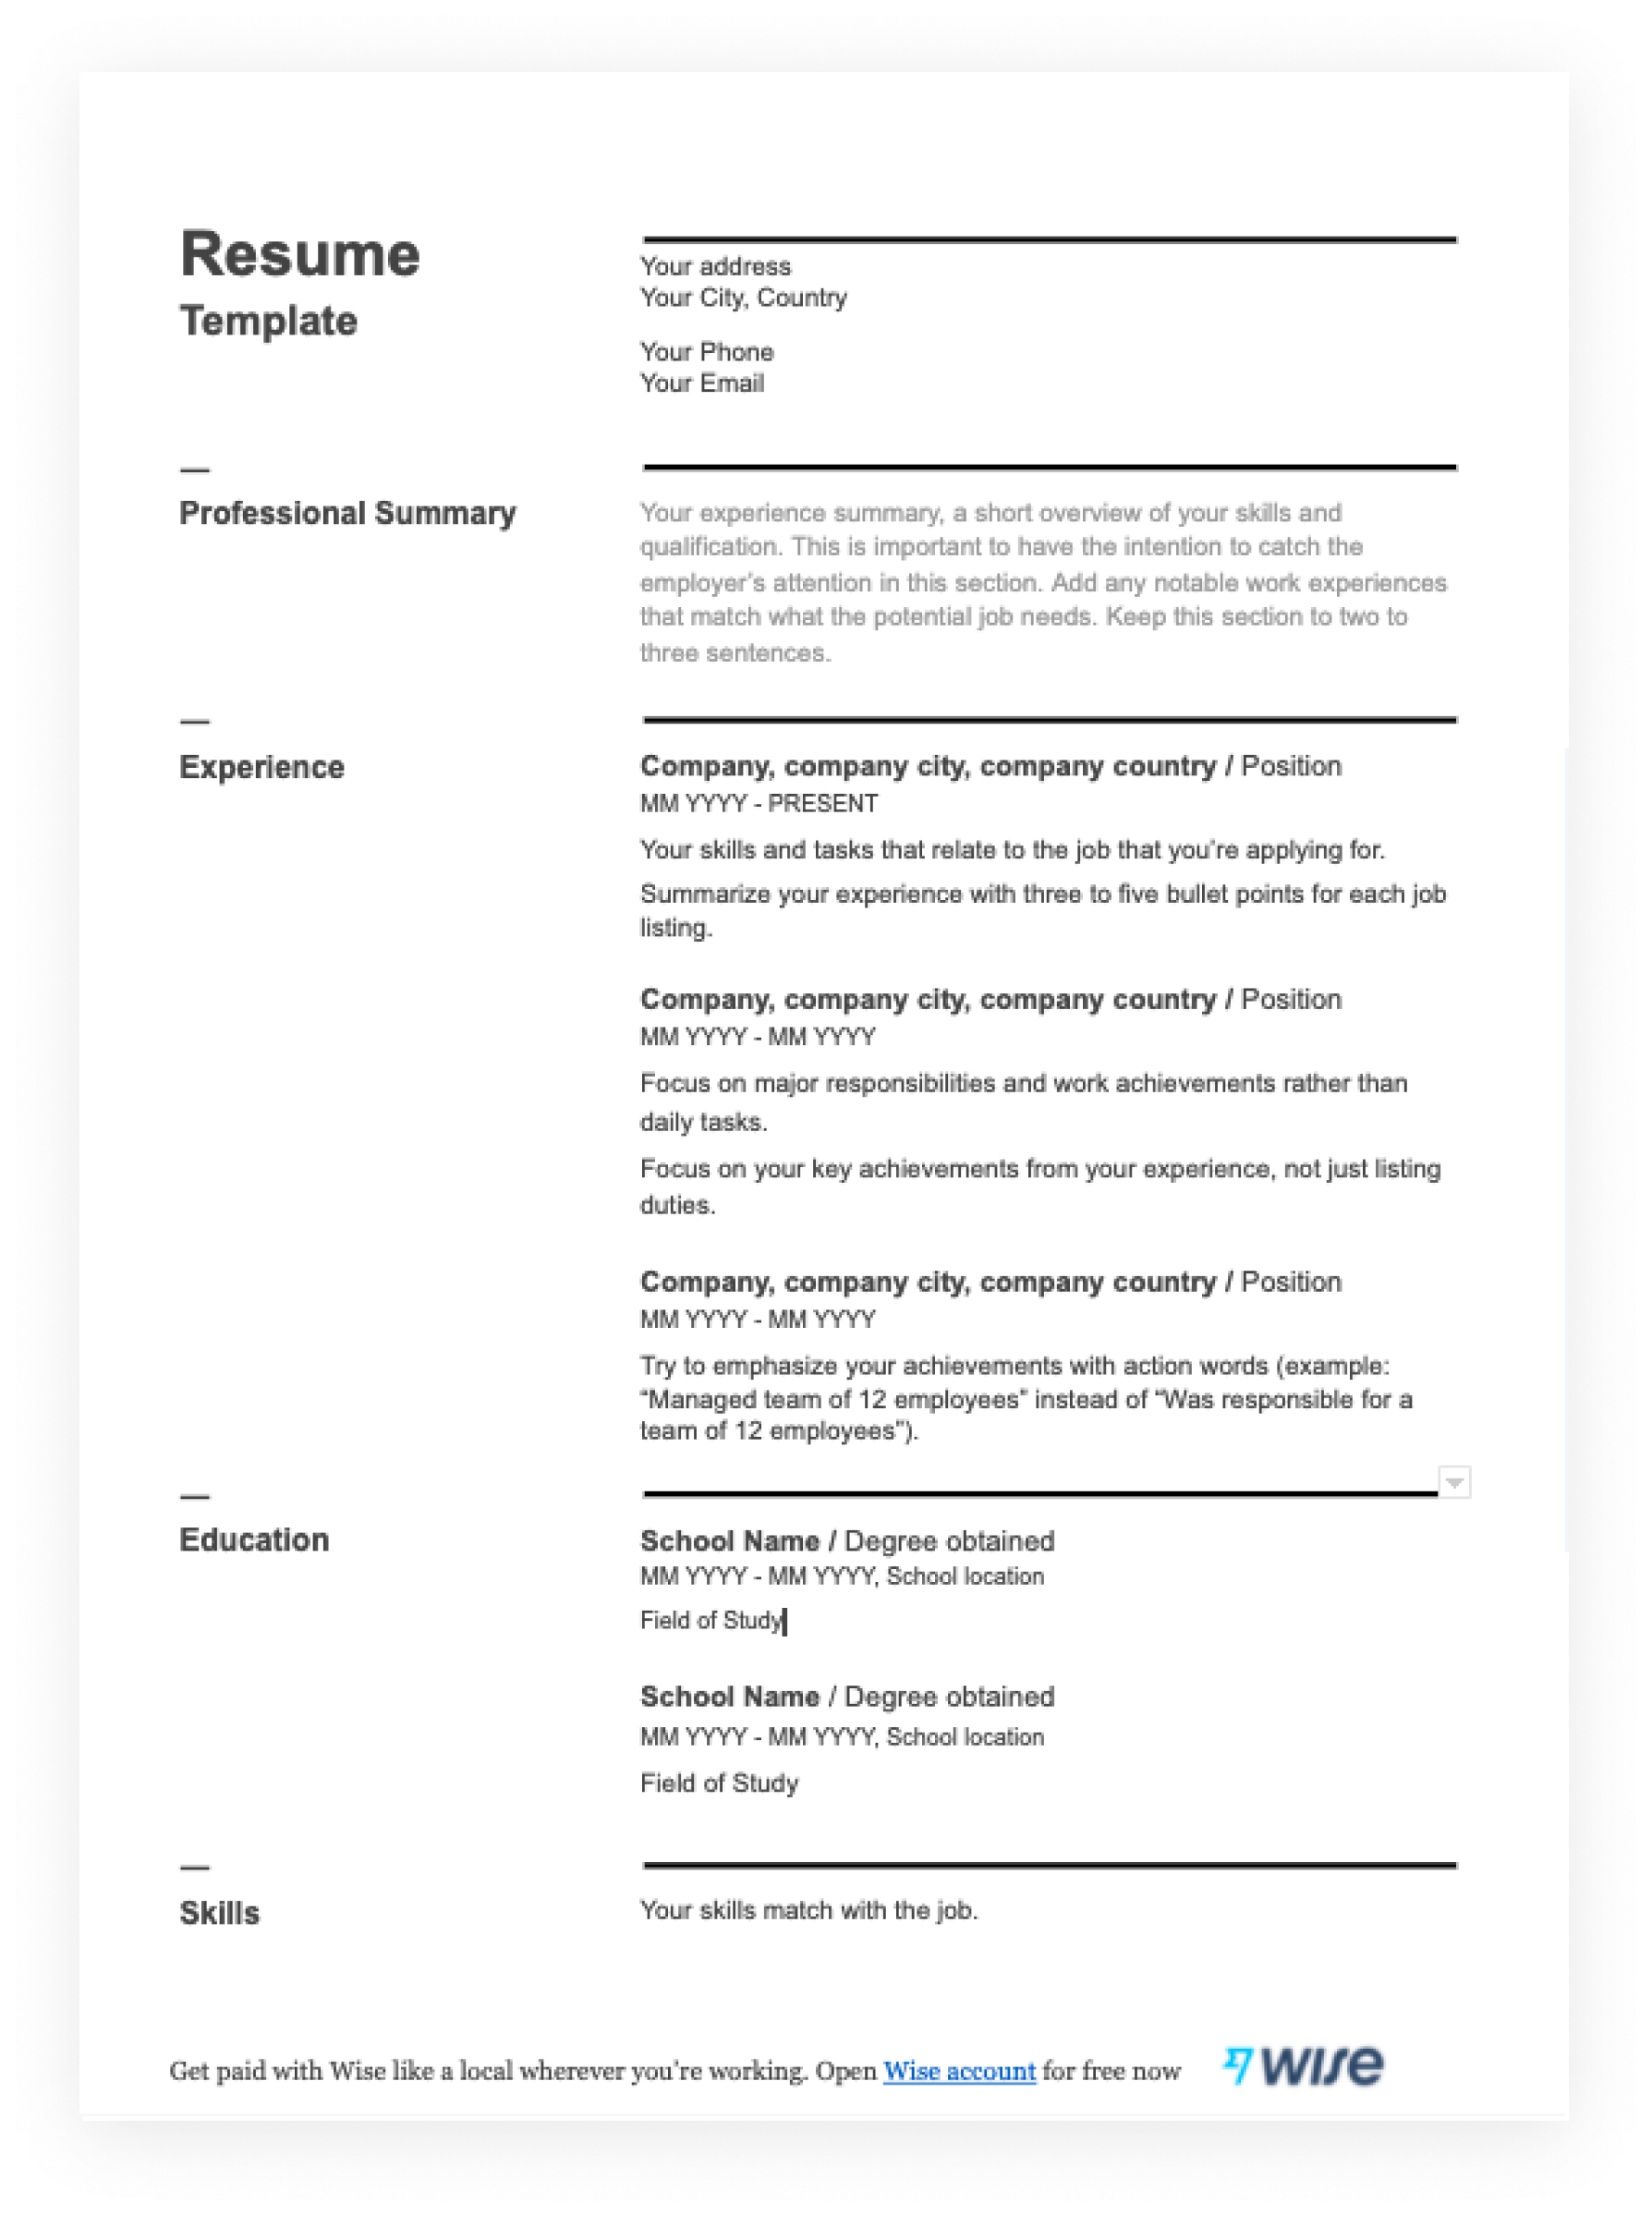 Resume
Template
Your address
Your City, Country
Your Phone
Your Email
—
Professional Summary
Your experience summary, a short overview of your skills and
qualification. This is important to have the intention to catch the
employer's attention in this section. Add any notable work experiences
that match what the potential job needs. Keep this section to two to
three sentences.
—
Experience
Company, company city, company country / Position
MM YYYY - PRESENT
Your skills and tasks that relate to the job that you're applying for.
Summarize your experience with three to five bullet points for each job
listing.
Company, company city, company country / Position
MM YYYY - MM YYYY
Focus on major responsibilities and work achievements rather than
daily tasks.
Focus on your key achievements from your experience, not just listing
duties.
Company, company city, company country / Position
MM YYYY - MM YYYY
Try to emphasize your achievements with action words (example:
“Managed team of 12 employees” instead of “Was responsible for a
team of 12 employees”).
—
Education
School Name / Degree obtained
MM YYYY - MM YYYY, School location
Field of Study
School Name / Degree obtained
MM YYYY - MM YYYY, School location
Field of Study
—
Skills
Your skills match with the job.
Get paid with Wise like a local wherever you're working. Open Wise account for free now
WISE